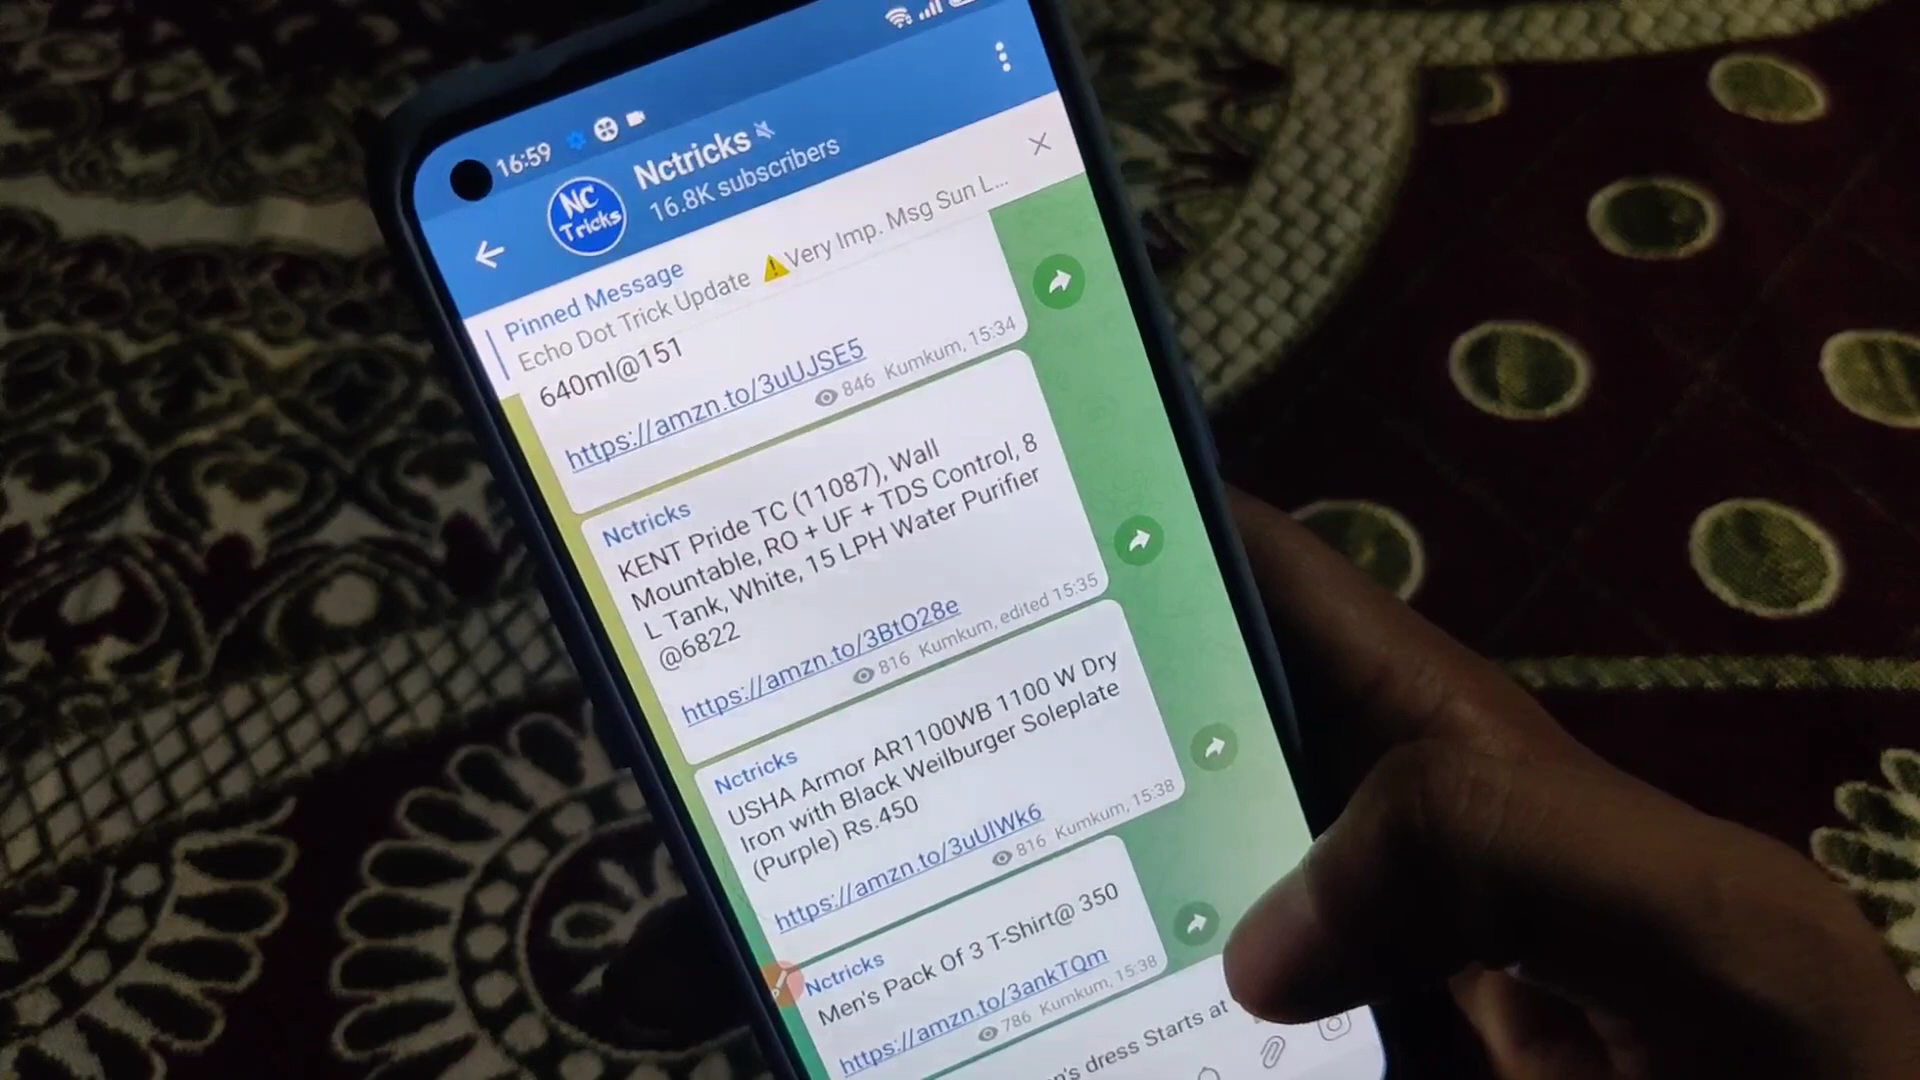 16:59
NC
Tricks
Nctricks
16.8K subscribers
Pinned Message
Echo Dot Trick Update ⚠️Very Imp. Msg Sun L...
640ml@151
https://amzn.to/3uUJSE5
846 Kumkum, 15:34
Nctricks
KENT Pride TC (11087), Wall
Mountable, RO + UF + TDS Control, 8
L Tank, White, 15 LPH Water Purifier
@6822
https://amzn.to/3BtO28e
816 Kumkum, edited 15:35
Nctricks
USHA Armor AR1100WB 1100 W Dry
Iron with Black Weilburger Soleplate
(Purple) Rs.450
https://amzn.to/3uUlWk6
816 Kumkum, 15:38
Nctricks
Men's Pack Of 3 T-Shirt@ 350
https://amzn.to/3ankTQm
786 Kumkum, 15:38
dress Starts at